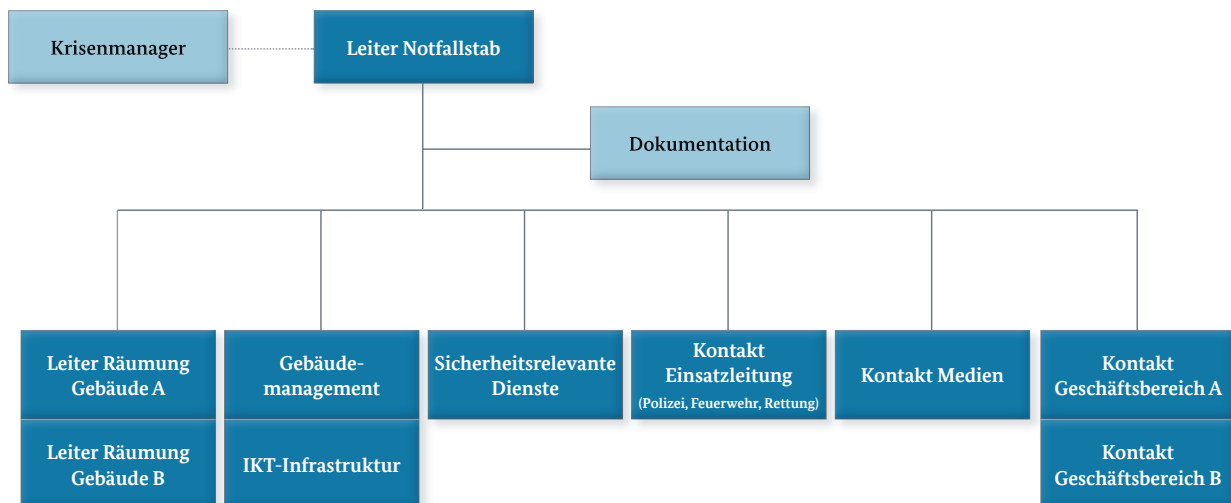 Krisenmanager
Leiter Notfallstab
Dokumentation
Leiter Räumung
Gebäude A
Gebäude-
management
Sicherheitsrelevante
Dienste
Kontakt
Einsatzleitung
(Polizei, Feuerwehr, Rettung)
Kontakt Medien
Kontakt
Geschäftsbereich A
Leiter Räumung
Gebäude B
IKT-Infrastruktur
Kontakt
Geschäftsbereich B